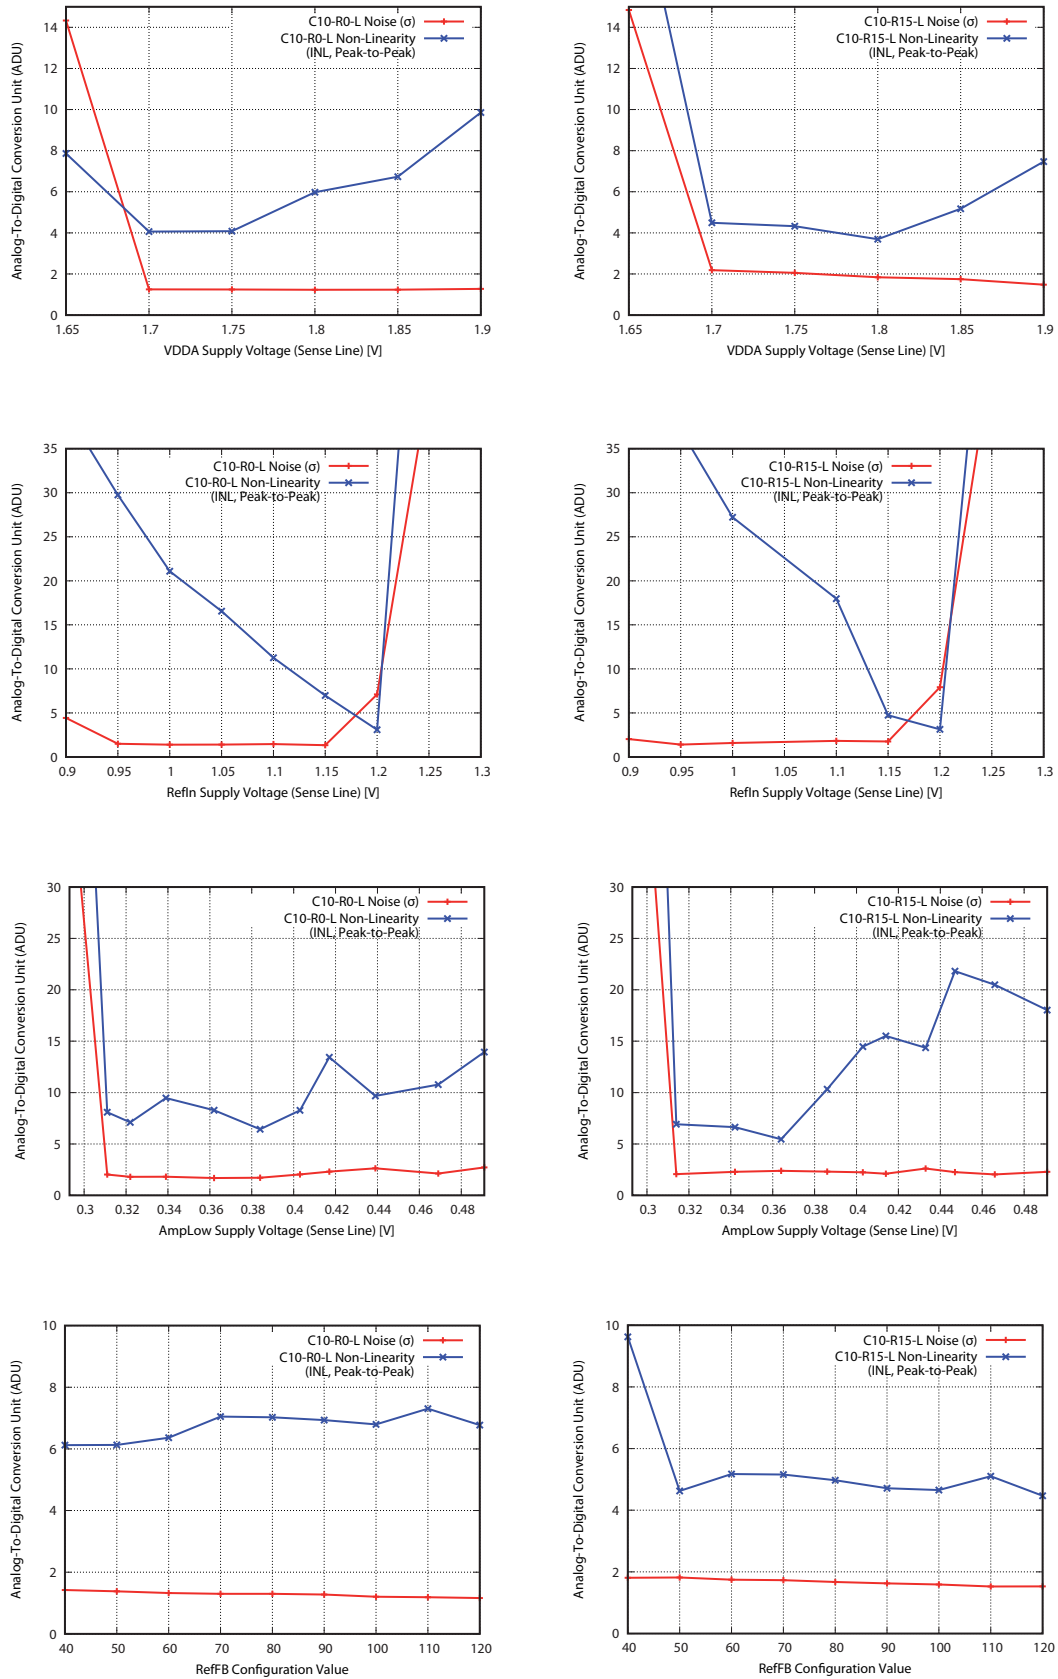 C10-R0-L Noise (σ)
C10-R0-L Non-Linearity
(INL, Peak-to-Peak)
Analog-To-Digital Conversion Unit (ADU)
14
12
10
8
6
4
2
0
1.65 1.7 1.75 1.8 1.85 1.9
VDDA Supply Voltage (Sense Line) [V]
C10-R15-L Noise (σ)
C10-R15-L Non-Linearity
(INL, Peak-to-Peak)
Analog-To-Digital Conversion Unit (ADU)
14
12
10
8
6
4
2
0
1.65 1.7 1.75 1.8 1.85 1.9
VDDA Supply Voltage (Sense Line) [V]
C10-R0-L Noise (σ)
C10-R0-L Non-Linearity
(INL, Peak-to-Peak)
Analog-To-Digital Conversion Unit (ADU)
35
30
25
20
15
10
5
0
0.9 0.95 1 1.05 1.1 1.15 1.2 1.25 1.3
RefIn Supply Voltage (Sense Line) [V]
C10-R15-L Noise (σ)
C10-R15-L Non-Linearity
(INL, Peak-to-Peak)
Analog-To-Digital Conversion Unit (ADU)
35
30
25
20
15
10
5
0
0.9 0.95 1 1.05 1.1 1.15 1.2 1.25 1.3
RefIn Supply Voltage (Sense Line) [V]
C10-R0-L Noise (σ)
C10-R0-L Non-Linearity
(INL, Peak-to-Peak)
Analog-To-Digital Conversion Unit (ADU)
30
25
20
15
10
5
0
0.3 0.32 0.34 0.36 0.38 0.4 0.42 0.44 0.46 0.48
AmpLow Supply Voltage (Sense Line) [V]
C10-R15-L Noise (σ)
C10-R15-L Non-Linearity
(INL, Peak-to-Peak)
Analog-To-Digital Conversion Unit (ADU)
30
25
20
15
10
5
0
0.3 0.32 0.34 0.36 0.38 0.4 0.42 0.44 0.46 0.48
AmpLow Supply Voltage (Sense Line) [V]
C10-R0-L Noise (σ)
C10-R0-L Non-Linearity
(INL, Peak-to-Peak)
Analog-To-Digital Conversion Unit (ADU)
10
8
6
4
2
0
40 50 60 70 80 90 100 110 120
RefFB Configuration Value
C10-R15-L Noise (σ)
C10-R15-L Non-Linearity
(INL, Peak-to-Peak)
Analog-To-Digital Conversion Unit (ADU)
10
8
6
4
2
0
40 50 60 70 80 90 100 110 120
RefFB Configuration Value